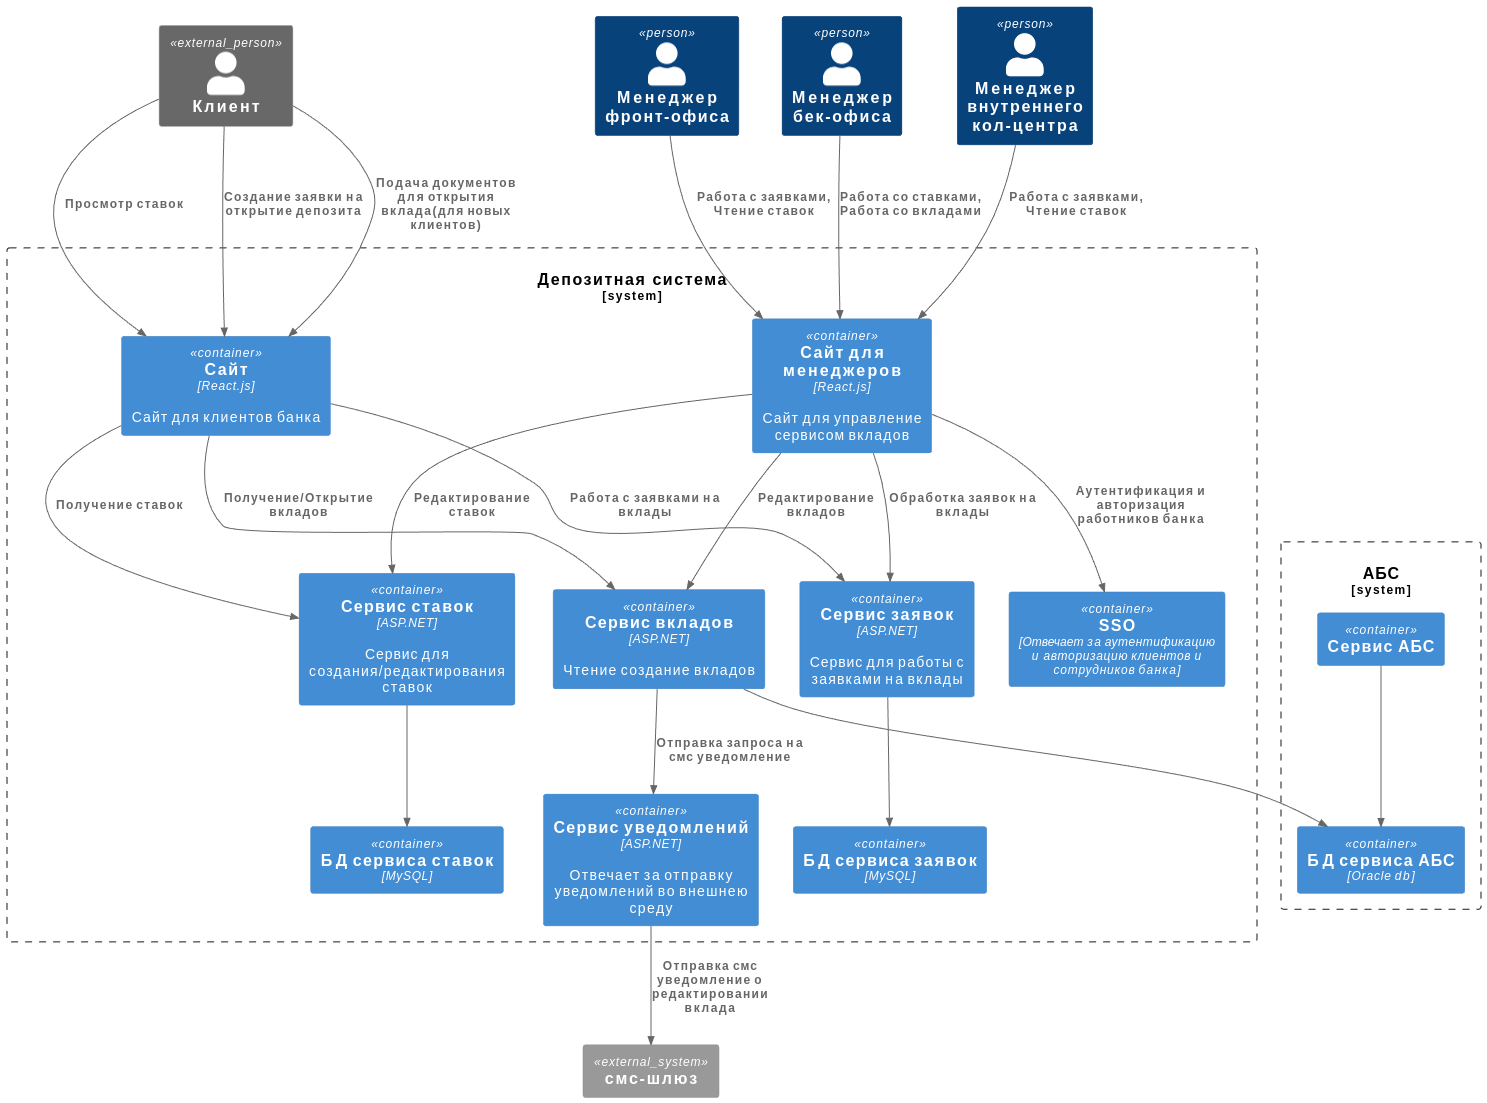 «external_person»
Клиент
«person»
Менеджер
фронт-офиса
«person»
Менеджер
бек-офиса
«person»
Менеджер
внутреннего
кол-центра
Просмотр ставок
Создание заявки на
открытие депозита
Подача документов
для открытия
вклада(для новых
клиентов)
Работа с заявками,
Чтение ставок
Работа со ставками,
Работа со вкладами
Работа с заявками,
Чтение ставок
Депозитная система
[system]
«container»
Сайт
[React.js]
Сайт для клиентов банка
«container»
Сайт для
менеджеров
[React.js]
Сайт для управление
сервисом вкладов
Получение ставок
Получение/Открытие
вкладов
Редактирование
ставок
Работа с заявками на
вклады
Редактирование
вкладов
Обработка заявок на
вклады
Аутентификация и
авторизация
работников банка
АБС
[system]
«container»
Сервис ставок
[ASP.NET]
Сервис для
создания/редактирования
ставок
«container»
Сервис вкладов
[ASP.NET]
Чтение создание вкладов
«container»
Сервис заявок
[ASP.NET]
Сервис для работы с
заявками на вклады
«container»
SSO
[Отвечает за аутентификацию
и авторизацию клиентов и
сотрудников банка]
«container»
Сервис АБС
Отправка запроса на
смс уведомление
«container»
БД сервиса ставок
[MySQL]
«container»
Сервис уведомлений
[ASP.NET]
Отвечает за отправку
уведомлений во внешнею
среду
«container»
БД сервиса заявок
[MySQL]
«container»
БД сервиса АБС
[Oracle db]
Отправка смс
уведомление о
редактировании
вклада
«external_system»
смс-шлюз